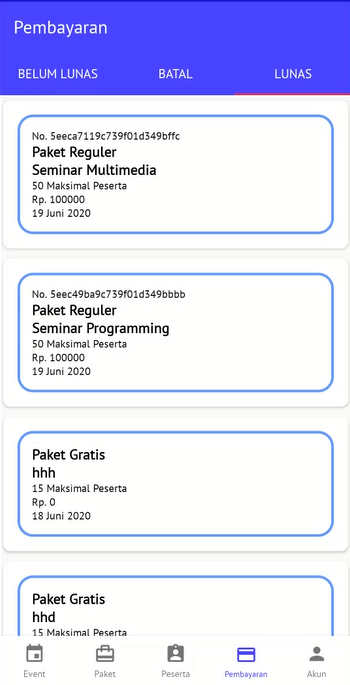 Pembayaran
BELUM LUNAS
BATAL
LUNAS
No. 5eeca7119c739f01d349bffc
Paket Reguler
Seminar Multimedia
50 Maksimal Peserta
Rp. 100000
19 Juni 2020
No. 5eec49ba9c739f01d349bbbb
Paket Reguler
Seminar Programming
50 Maksimal Peserta
Rp. 100000
19 Juni 2020
Paket Gratis
hhh
15 Maksimal Peserta
Rp. 0
18 Juni 2020
Paket Gratis
hhd
15 Maksimal Peserta
Event
Paket
Peserta
Pembayaran
Akun